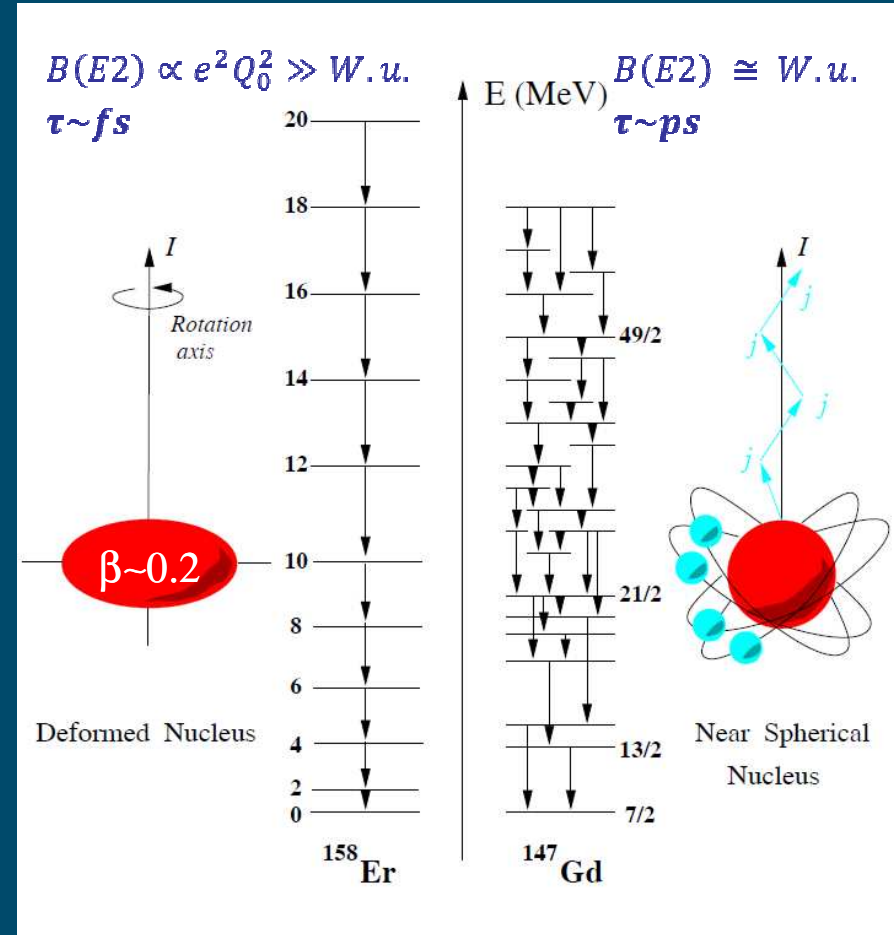 B(E2) ∝ e²Q₀² ≫ W.u.
τ~fs
E (MeV)
B(E2) ≅ W.u.
τ~ps
20
18
16
14
12
10
8
6
4
2
0
I
Rotation
axis
β~0.2
Deformed Nucleus
¹⁵⁸Er
49/2
21/2
13/2
7/2
¹⁴⁷Gd
I
j
j
j
j
Near Spherical
Nucleus